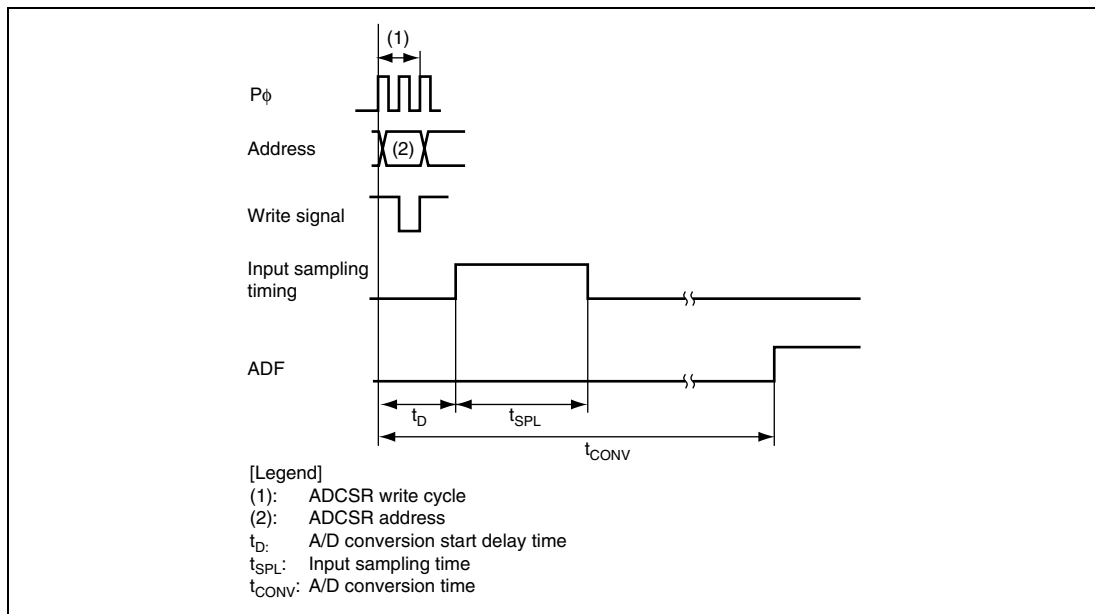 (1)
Pϕ
Address
(2)
Write signal
Input sampling
timing
ADF
tD
tSPL
tCONV
[Legend]
(1): ADCSR write cycle
(2): ADCSR address
tD: A/D conversion start delay time
tSPL: Input sampling time
tCONV: A/D conversion time